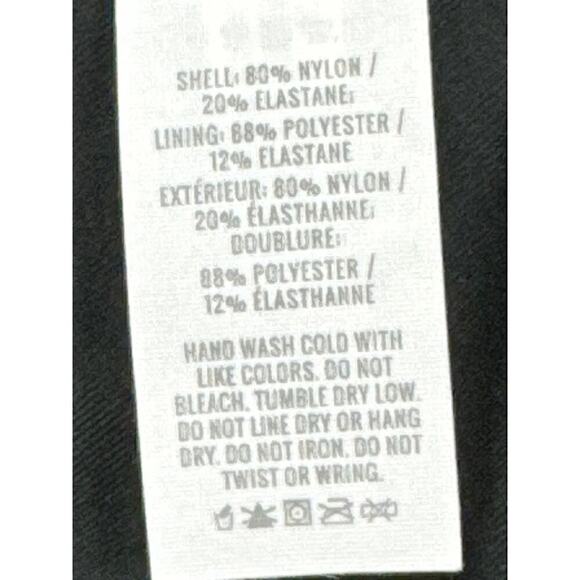 SHELL: 80% NYLON /
20% ELASTANE;
LINING: 88% POLYESTER /
12% ELASTANE
EXTÉRIEUR: 80% NYLON /
20% ÉLASTHANNE;
DOUBLURE:
88% POLYESTER /
12% ÉLASTHANNE
HAND WASH COLD WITH
LIKE COLORS. DO NOT
BLEACH. TUMBLE DRY LOW.
DO NOT LINE DRY OR HANG
DRY. DO NOT IRON. DO NOT
TWIST OR WRING.